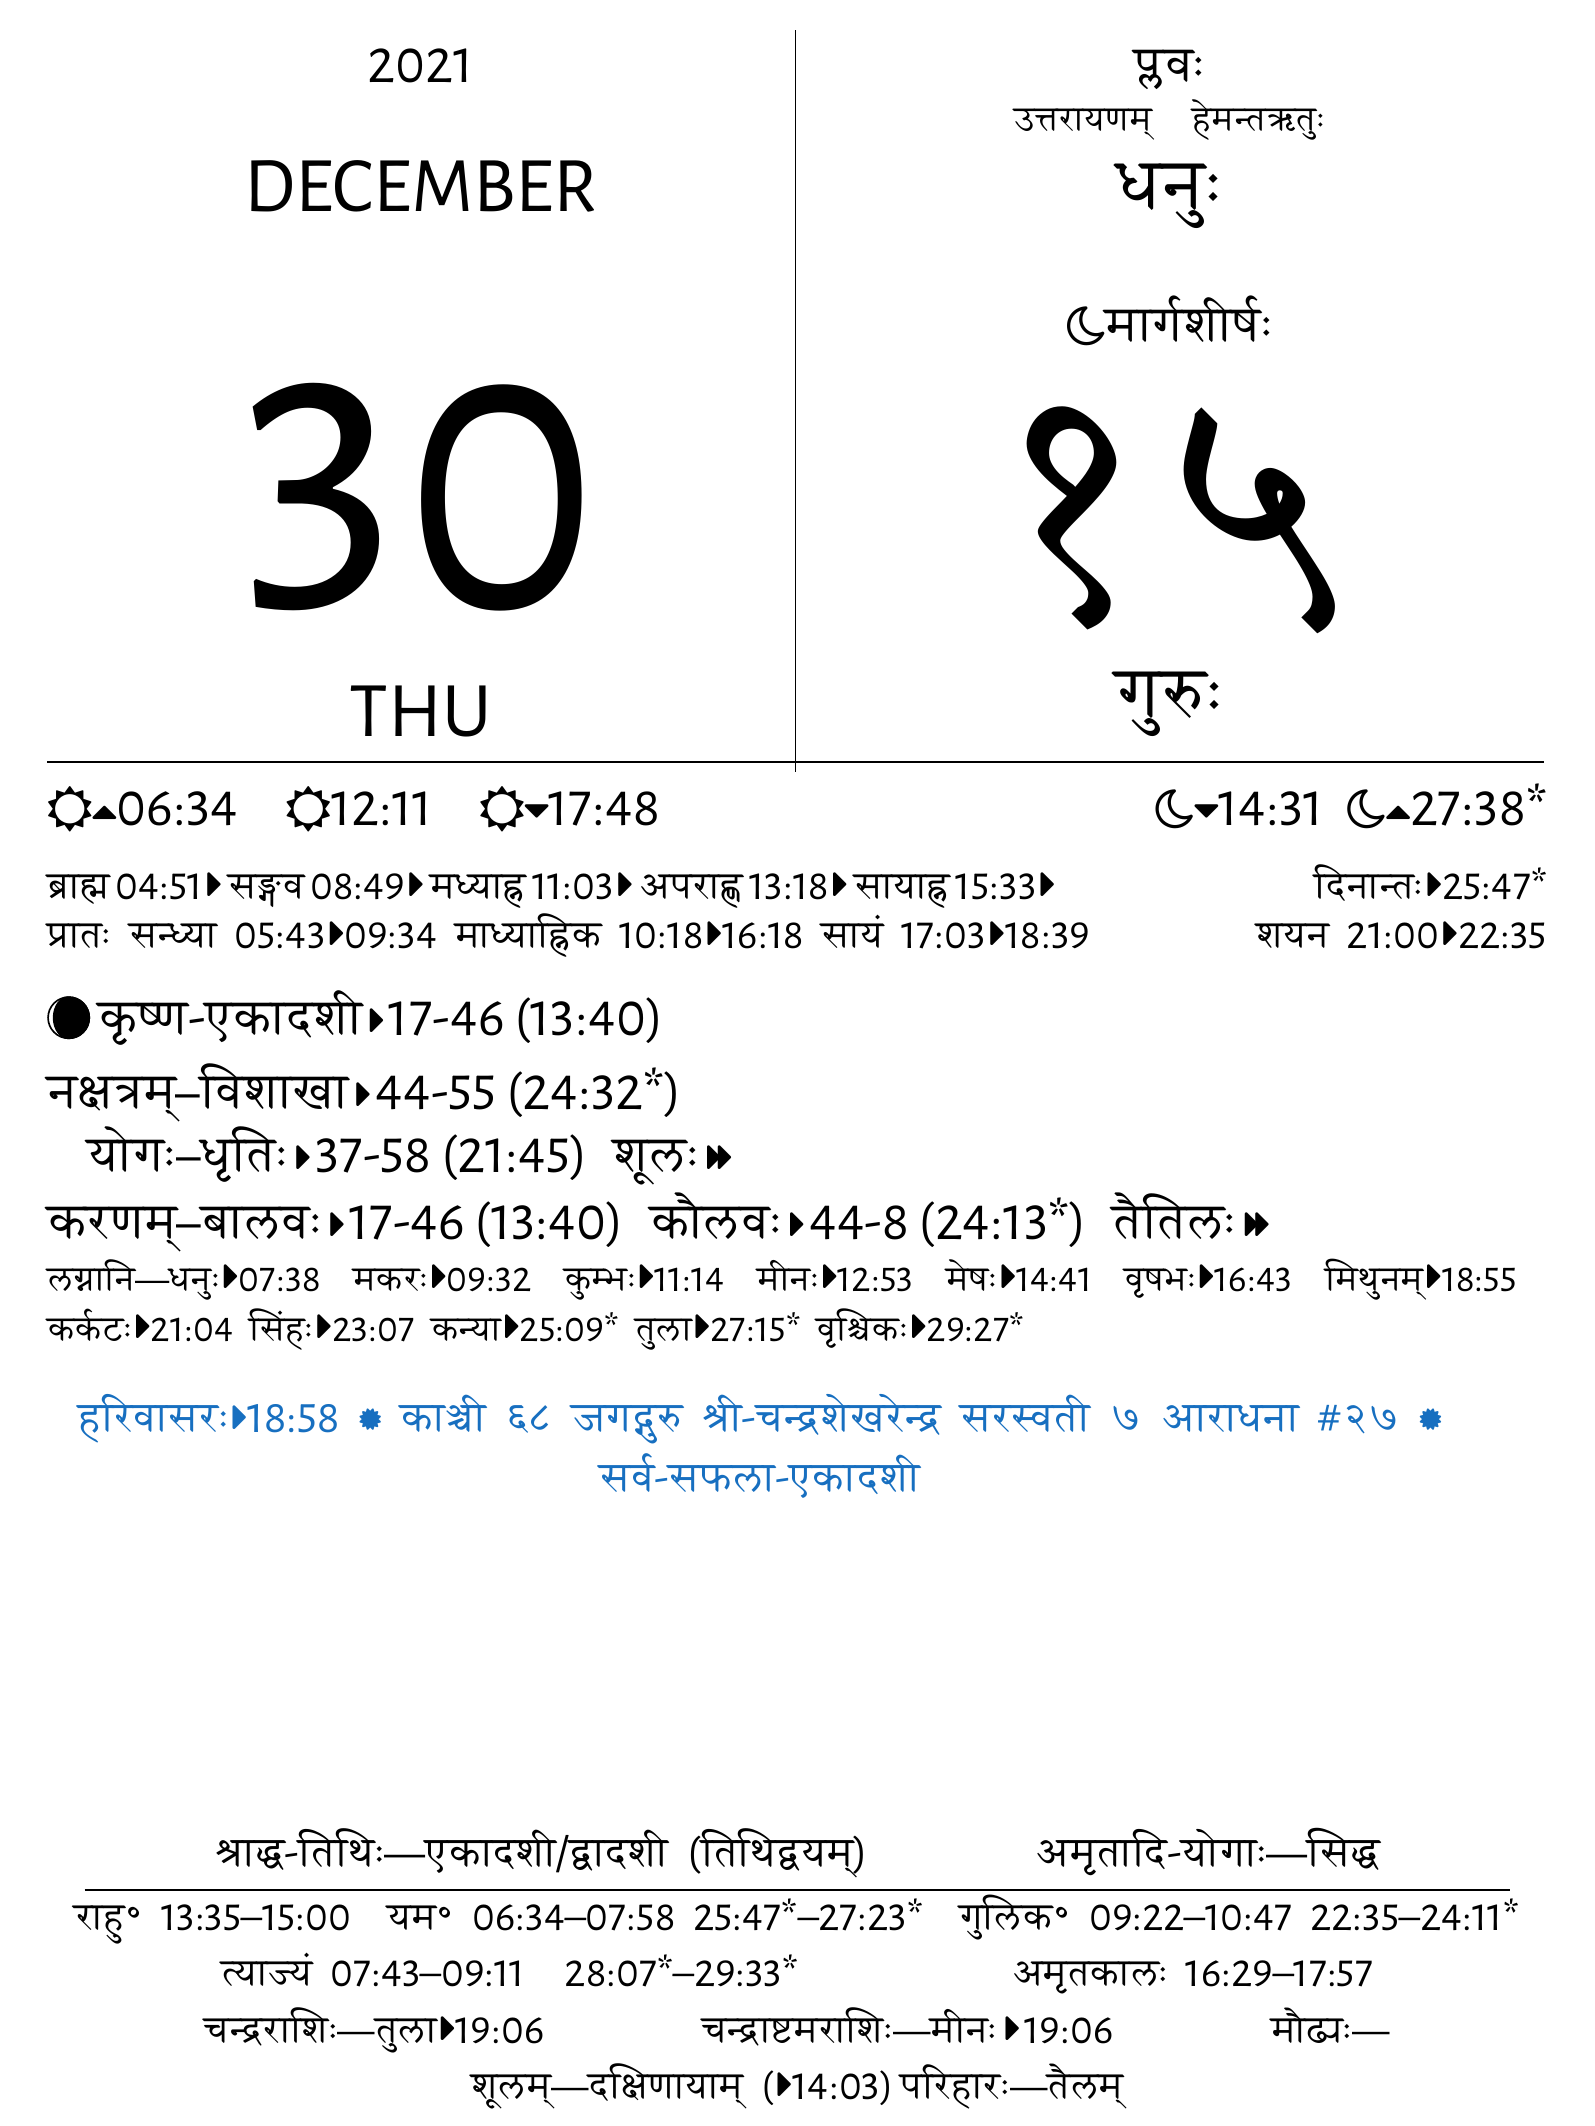 2021
DECEMBER
30
THU
प्लवः
उत्तरायणम् हेमन्तऋतुः
धनुः
मार्गशीर्षः
१५
गुरुः
06:34 12:11 17:48 14:31 27:38*
ब्राह्म 04:51 सङ्गव 08:49 मध्याह्न 11:03 अपराह्ण 13:18 सायाह्न 15:33 दिनान्तः 25:47*
प्रातः सन्ध्या 05:43 09:34 माध्याह्निक 10:18 16:18 सायं 17:03 18:39 शयन 21:00 22:35
कृष्ण-एकादशी 17-46 (13:40)
नक्षत्रम्–विशाखा 44-55 (24:32*)
योगः–धृतिः 37-58 (21:45) शूलः
करणम्–बालवः 17-46 (13:40) कौलवः 44-8 (24:13*) तैतिलः
लग्नानि—धनुः 07:38 मकरः 09:32 कुम्भः 11:14 मीनः 12:53 मेषः 14:41 वृषभः 16:43 मिथुनम् 18:55
कर्कटः 21:04 सिंहः 23:07 कन्या 25:09* तुला 27:15* वृश्चिकः 29:27*
हरिवासरः 18:58 काञ्ची ६८ जगद्गुरु श्री-चन्द्रशेखरेन्द्र सरस्वती ७ आराधना #२७
सर्व-सफला-एकादशी
श्राद्ध-तिथिः—एकादशी/द्वादशी (तिथिद्वयम्) अमृतादि-योगाः—सिद्ध
राहु॰ 13:35–15:00 यम॰ 06:34–07:58 25:47*–27:23* गुलिक॰ 09:22–10:47 22:35–24:11*
त्याज्यं 07:43–09:11 28:07*–29:33* अमृतकालः 16:29–17:57
चन्द्रराशिः—तुला 19:06 चन्द्राष्टमराशिः—मीनः 19:06 मौढ्यः—
शूलम्—दक्षिणायाम् (14:03) परिहारः—तैलम्